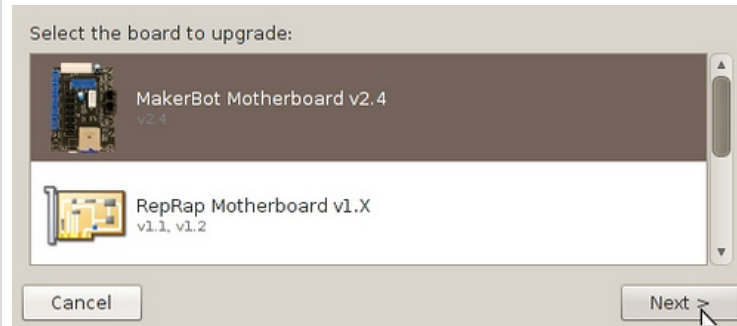 Select the board to upgrade:
MakerBot Motherboard v2.4
v2.4
RepRap Motherboard v1.X
v1.1, v1.2
Cancel
Next >